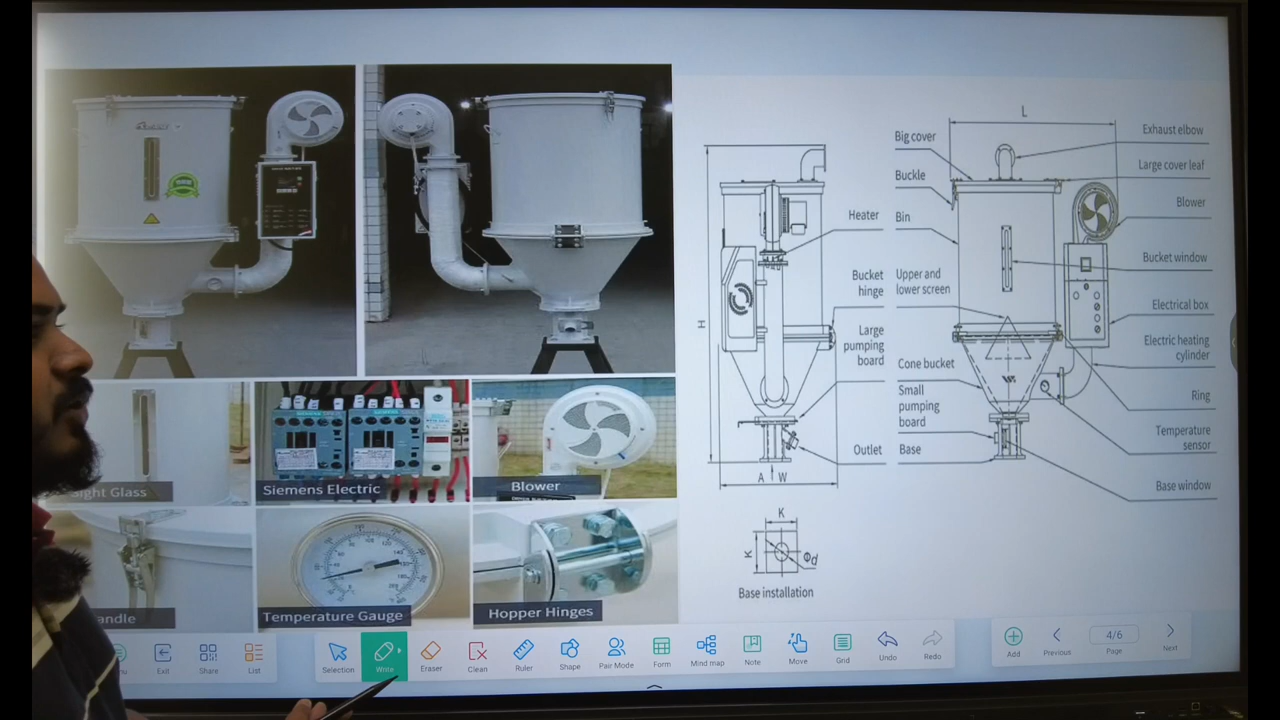 Sight Glass
Siemens Electric
Blower
andle
Temperature Gauge
Hopper Hinges
H
A
W
Heater
Bucket
hinge
Large
pumping
board
Outlet
K
K
Φd
Base installation
L
Big cover
Buckle
Bin
Upper and
lower screen
Cone bucket
Small
pumping
board
Base
Exhaust elbow
Large cover leaf
Blower
Bucket window
Electrical box
Electric heating
cylinder
Ring
Temperature
sensor
Base window
Exit
Share
List
Selection
Write
Eraser
Clean
Ruler
Shape
Pair Mode
Form
Mind map
Note
Move
Grid
Undo
Redo
Add
Previous
4/6
Page
Next